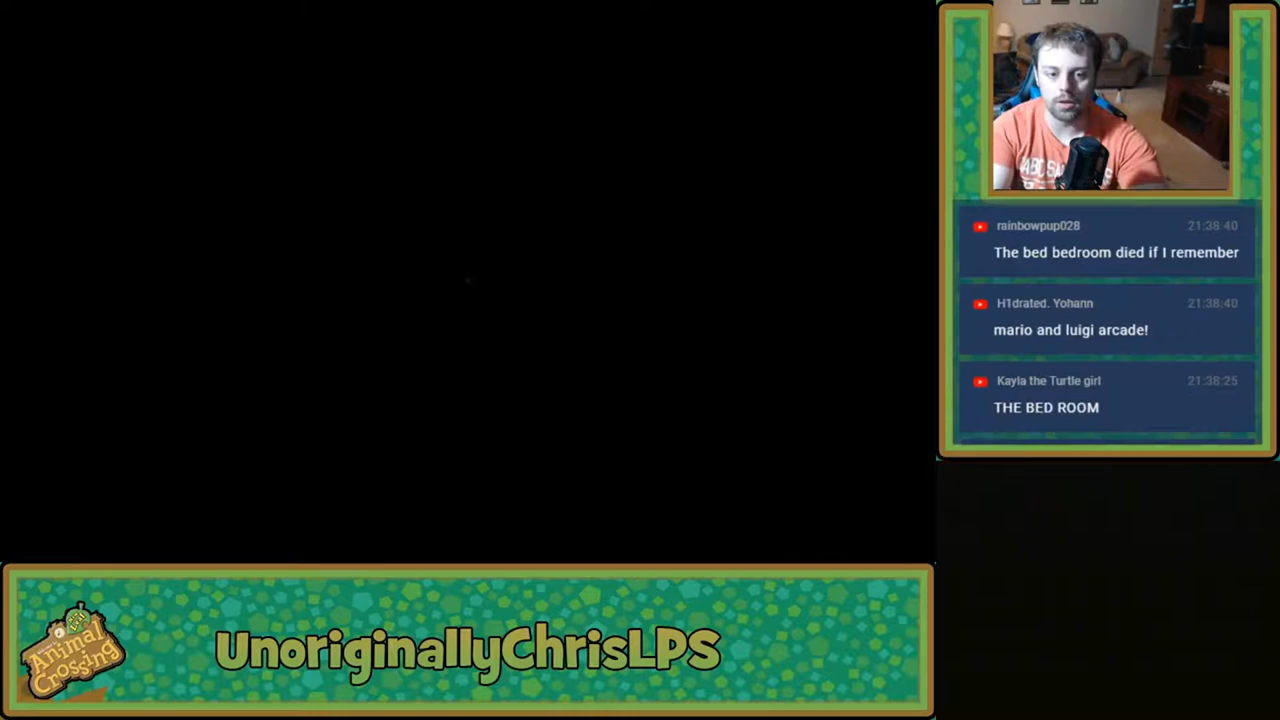 rainbowpup028 21:38:40
The bed bedroom died if I remember
H1drated. Yohann 21:38:40
mario and luigi arcade!
Kayla the Turtle girl 21:38:25
THE BED ROOM
Animal
Crossing
UnoriginallyChrisLPS